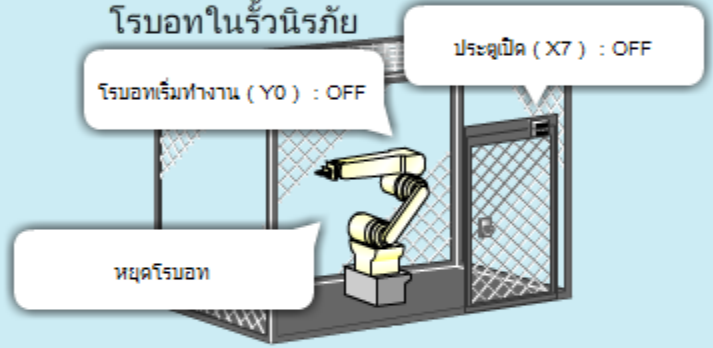 โรบอทในรั้วนิรภัย
ประตูเปิด ( X7 ) : OFF
โรบอทเริ่มทำงาน ( Y0 ) : OFF
หยุดโรบอท